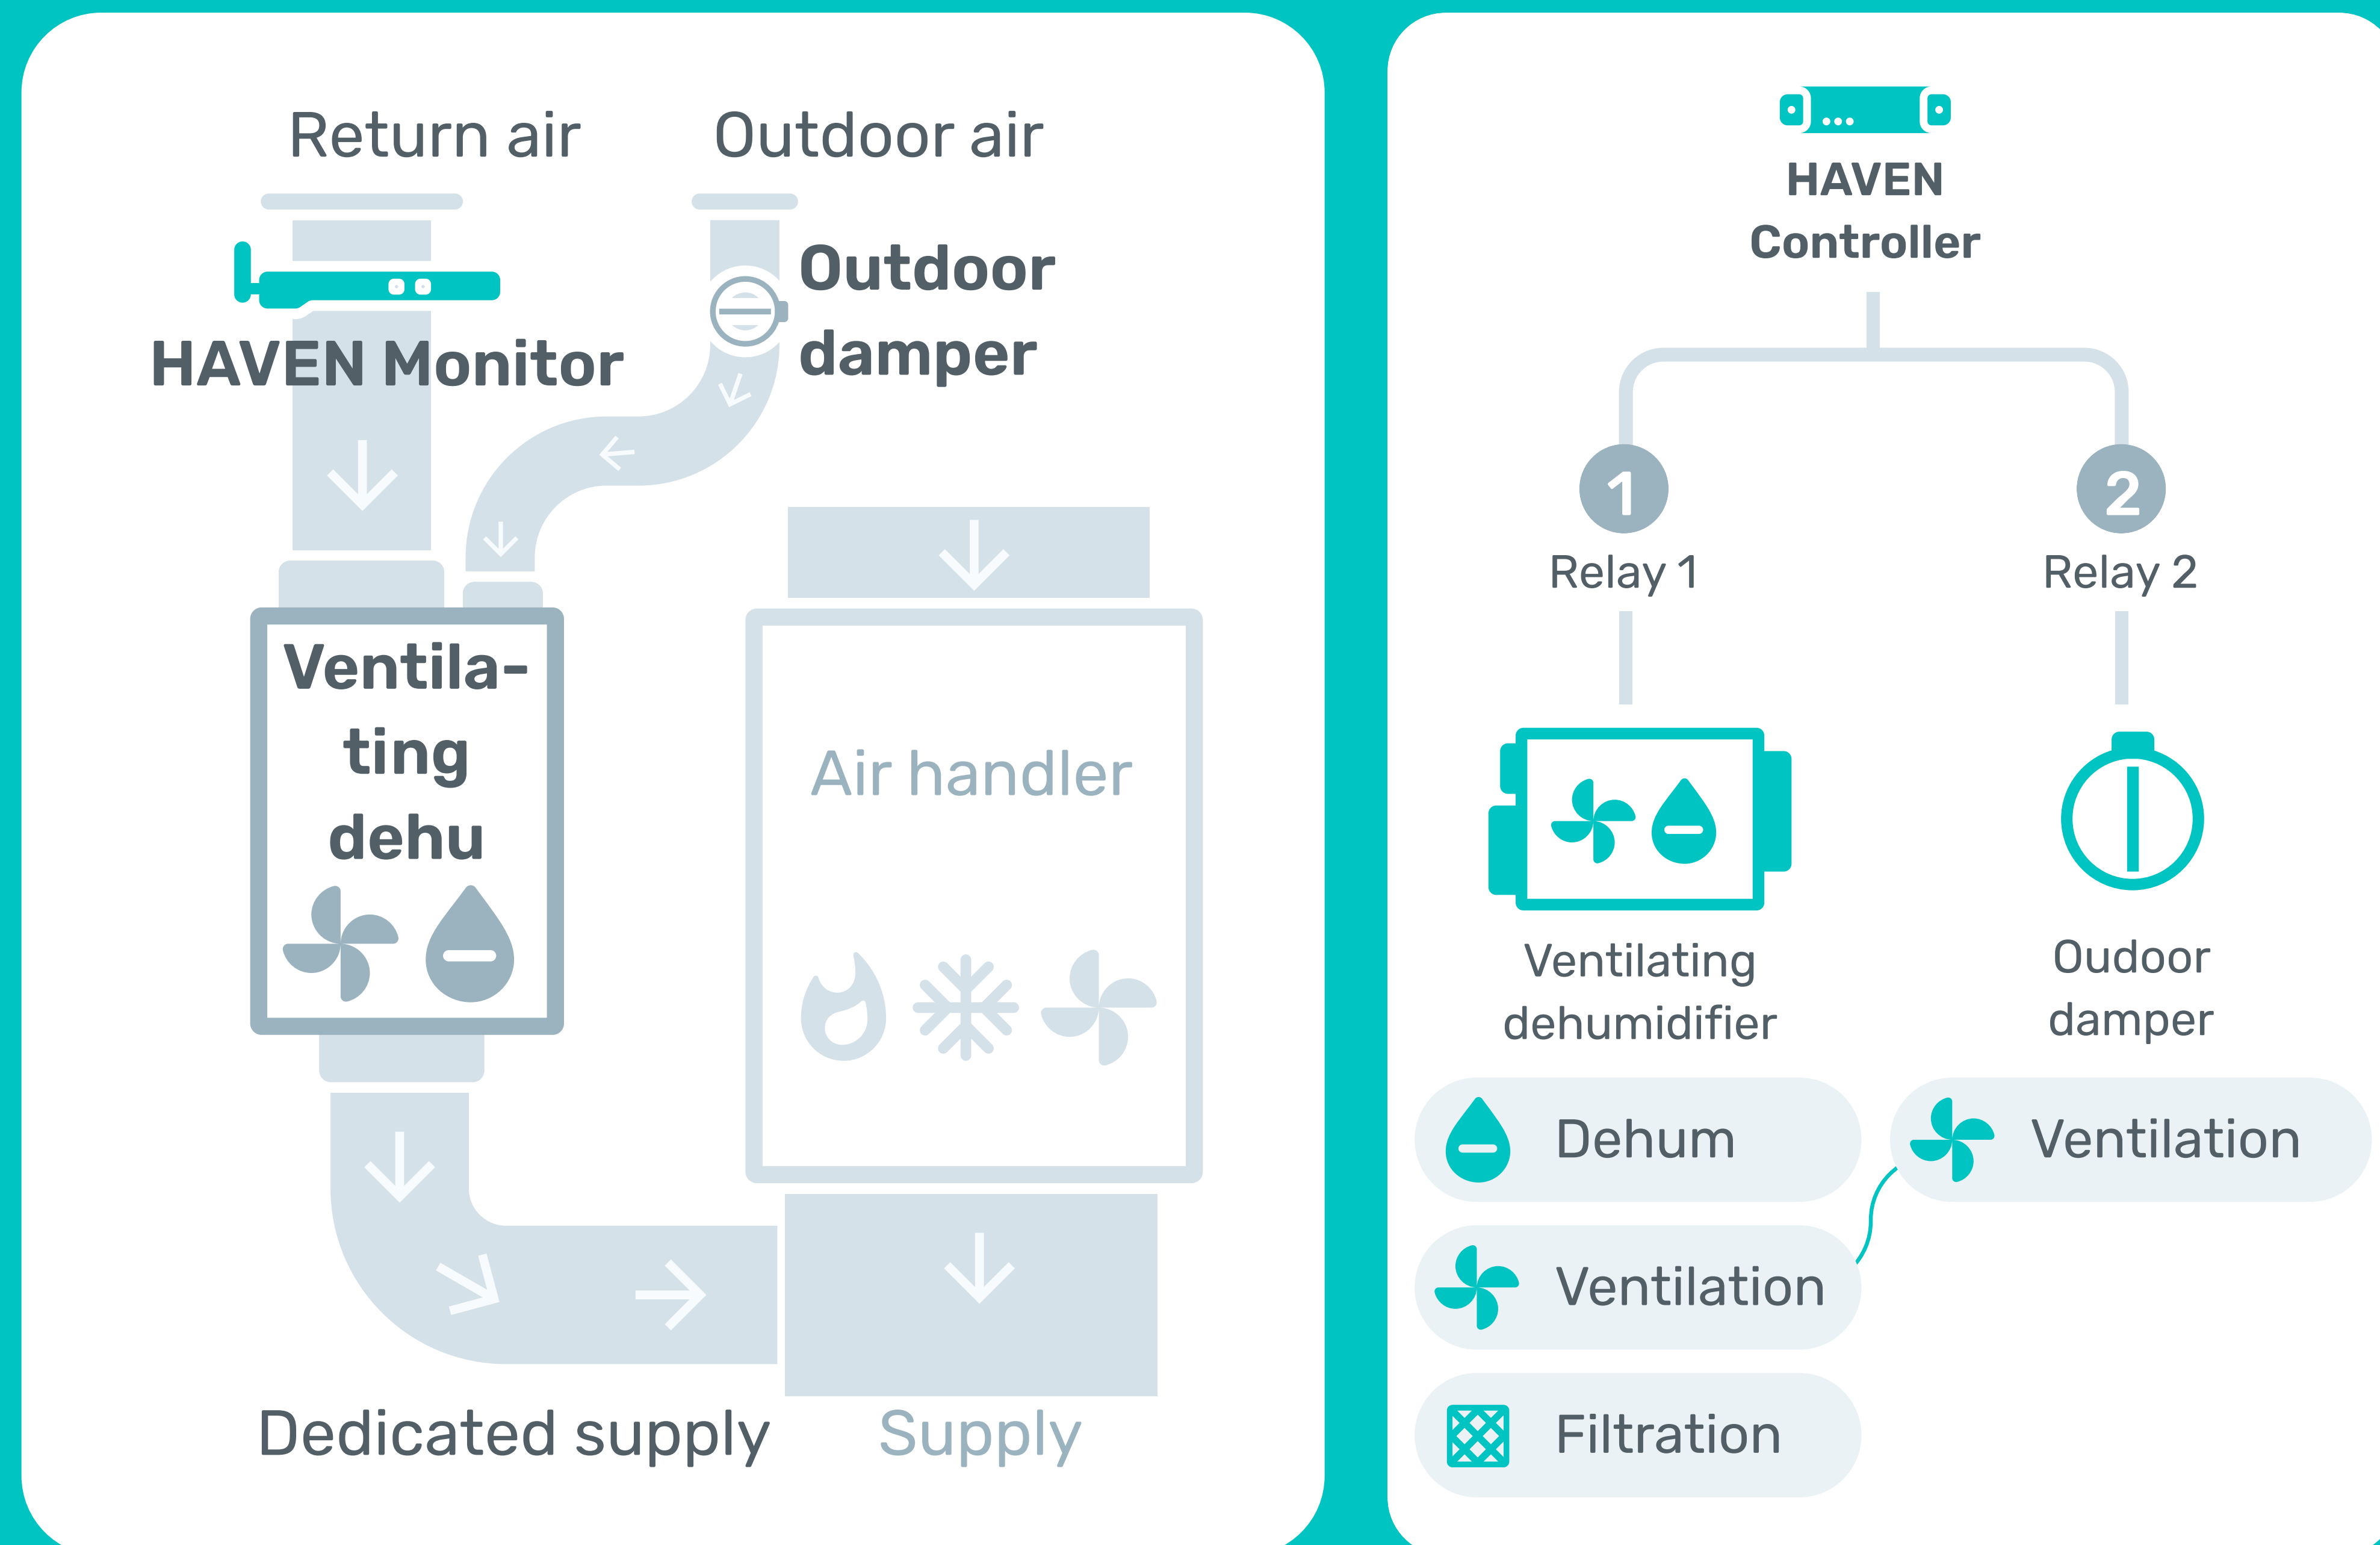 Return air
Outdoor air
Outdoor
damper
HAVEN Monitor
Ventila-
ting
dehu
Air handler
Dedicated supply
Supply
HAVEN
Controller
1
2
Relay 1
Relay 2
Ventilating
dehumidifier
Oudoor
damper
Dehum
Ventilation
Ventilation
Filtration